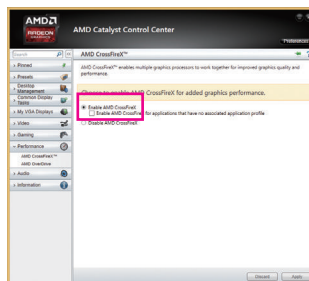 AMD
RADEON
GRAPHICS
AMD Catalyst Control Center
Preferences
Search
AMD CrossFireX™
Pinned
Presets
Desktop
Management
Common Display
Tasks
My VGA Displays
Video
Gaming
Performance
AMD CrossFireX™
AMD OverDrive
Audio
Information
AMD CrossFireX™ enables multiple graphics processors to work together for improved graphics quality and
performance.
Choose to enable AMD CrossFireX for added graphics performance.
Enable AMD CrossFireX
Enable AMD CrossFireX for applications that have no associated application profile
Disable AMD CrossFireX
Discard
Apply